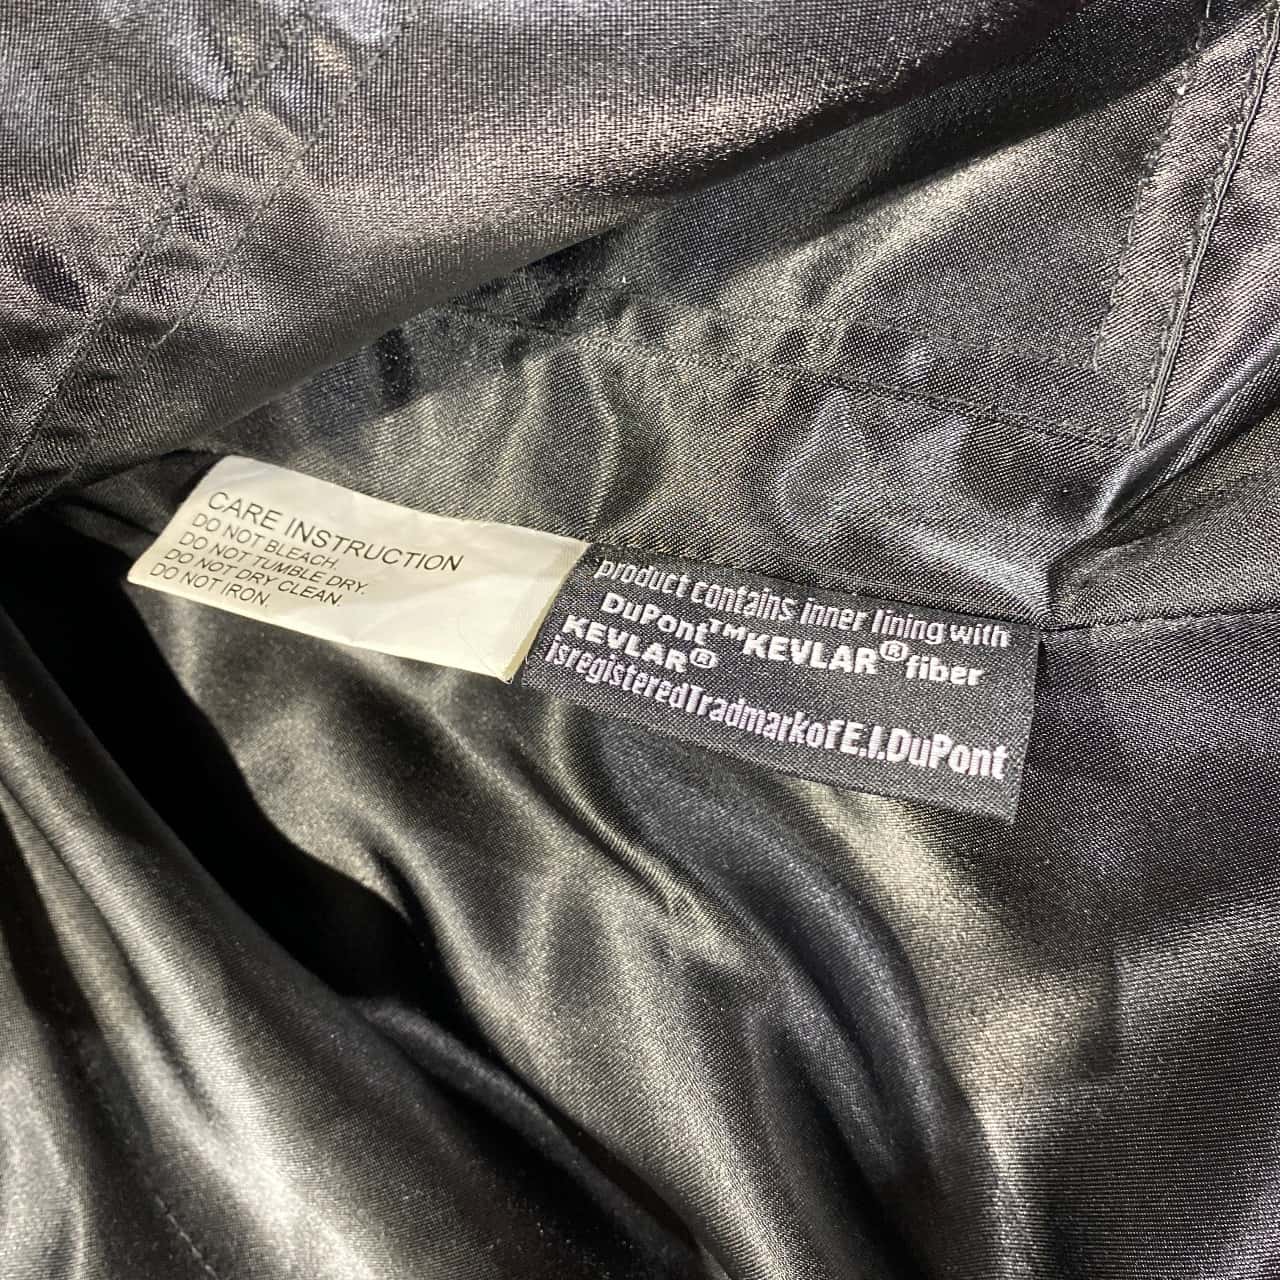 CARE INSTRUCTION
DO NOT BLEACH.
DO NOT TUMBLE DRY.
DO NOT DRY CLEAN.
DO NOT IRON.
product contains inner lining with
DuPont™KEVLAR®fiber
KEVLAR®
isregisteredTradmarkofE.I.DuPont